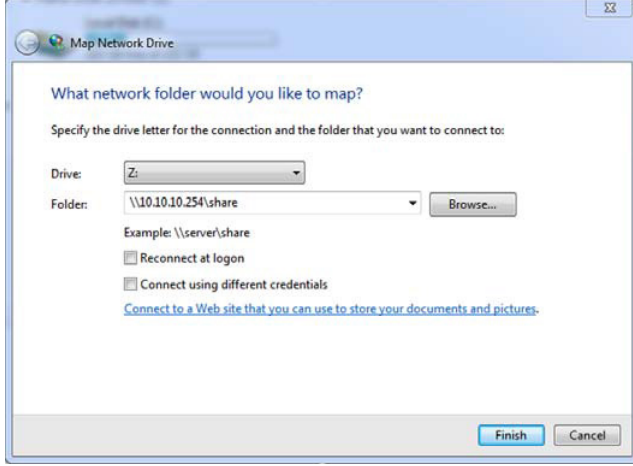 Map Network Drive
What network folder would you like to map?
Specify the drive letter for the connection and the folder that you want to connect to:
Drive: Z:
Folder: \\10.10.10.254\share Browse...
Example: \\server\share
Reconnect at logon
Connect using different credentials
Connect to a Web site that you can use to store your documents and pictures.
Finish Cancel